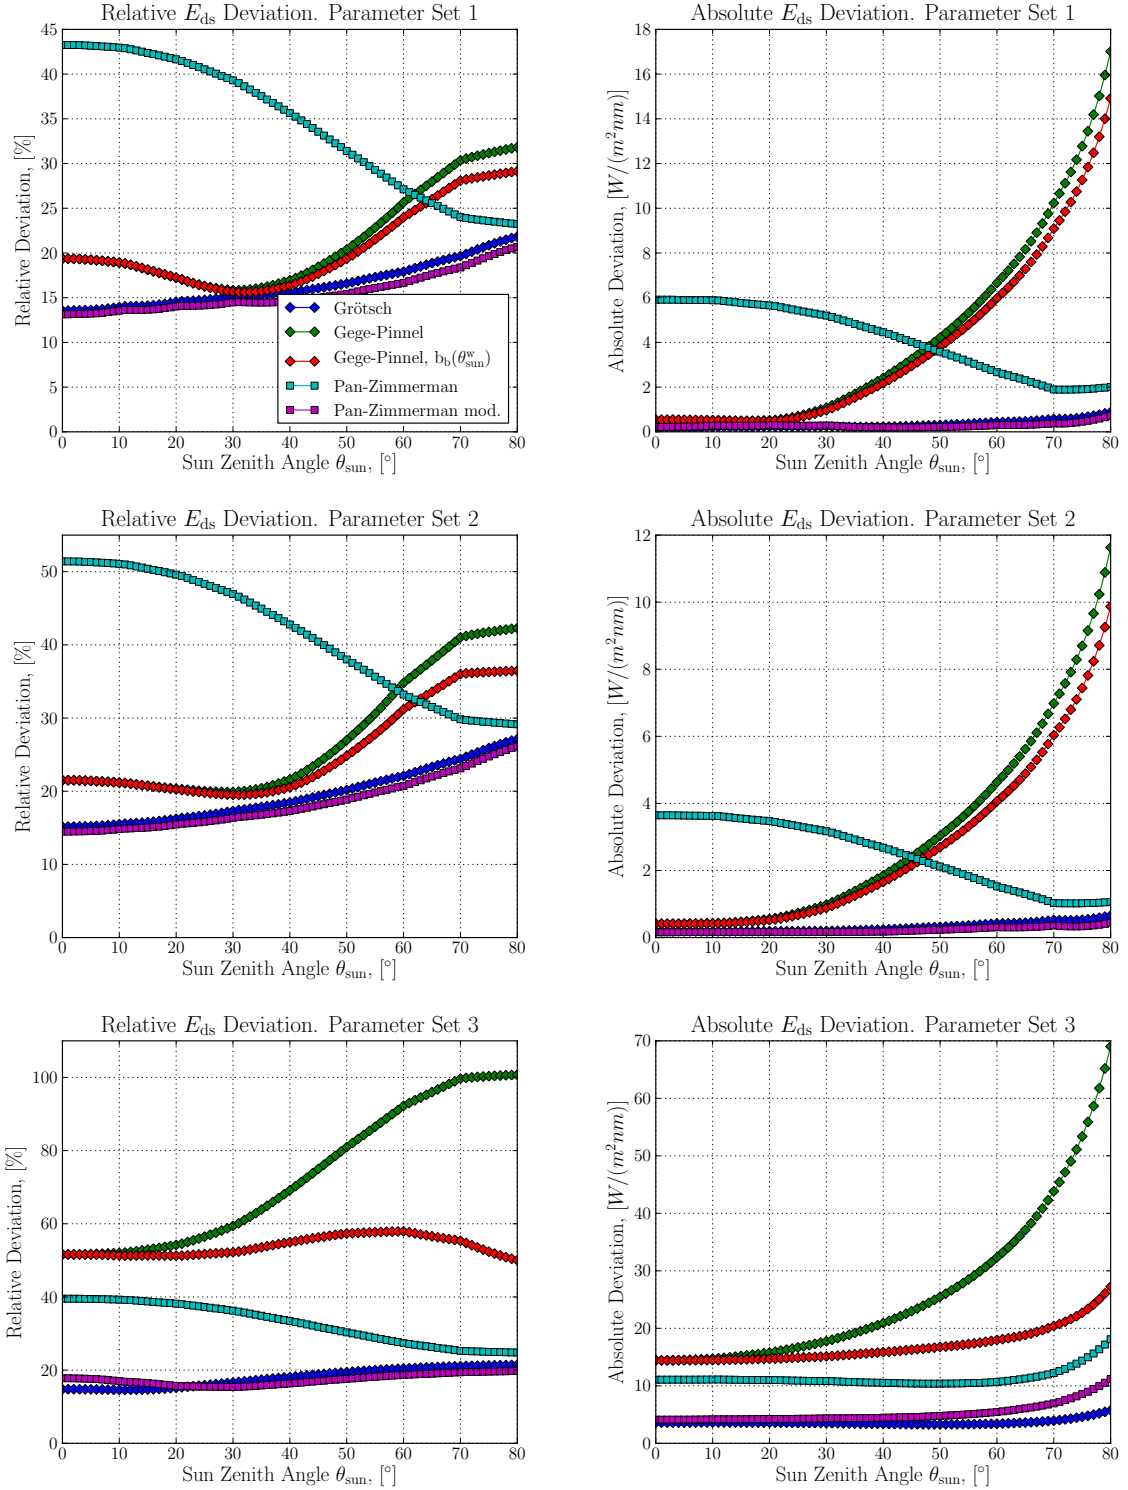 Relative E_ds Deviation. Parameter Set 1
Relative Deviation, [%]
45
40
35
30
25
20
15
10
5
0
0 10 20 30 40 50 60 70 80
Sun Zenith Angle θ_sun, [°]
Grötsch
Gege-Pinnel
Gege-Pinnel, b_b(θ^w_sun)
Pan-Zimmerman
Pan-Zimmerman mod.
Absolute E_ds Deviation. Parameter Set 1
Absolute Deviation, [W/(m²nm)]
18
16
14
12
10
8
6
4
2
0
0 10 20 30 40 50 60 70 80
Sun Zenith Angle θ_sun, [°]
Relative E_ds Deviation. Parameter Set 2
Relative Deviation, [%]
50
40
30
20
10
0
0 10 20 30 40 50 60 70 80
Sun Zenith Angle θ_sun, [°]
Absolute E_ds Deviation. Parameter Set 2
Absolute Deviation, [W/(m²nm)]
12
10
8
6
4
2
0
0 10 20 30 40 50 60 70 80
Sun Zenith Angle θ_sun, [°]
Relative E_ds Deviation. Parameter Set 3
Relative Deviation, [%]
100
80
60
40
20
0
0 10 20 30 40 50 60 70 80
Sun Zenith Angle θ_sun, [°]
Absolute E_ds Deviation. Parameter Set 3
Absolute Deviation, [W/(m²nm)]
70
60
50
40
30
20
10
0
0 10 20 30 40 50 60 70 80
Sun Zenith Angle θ_sun, [°]